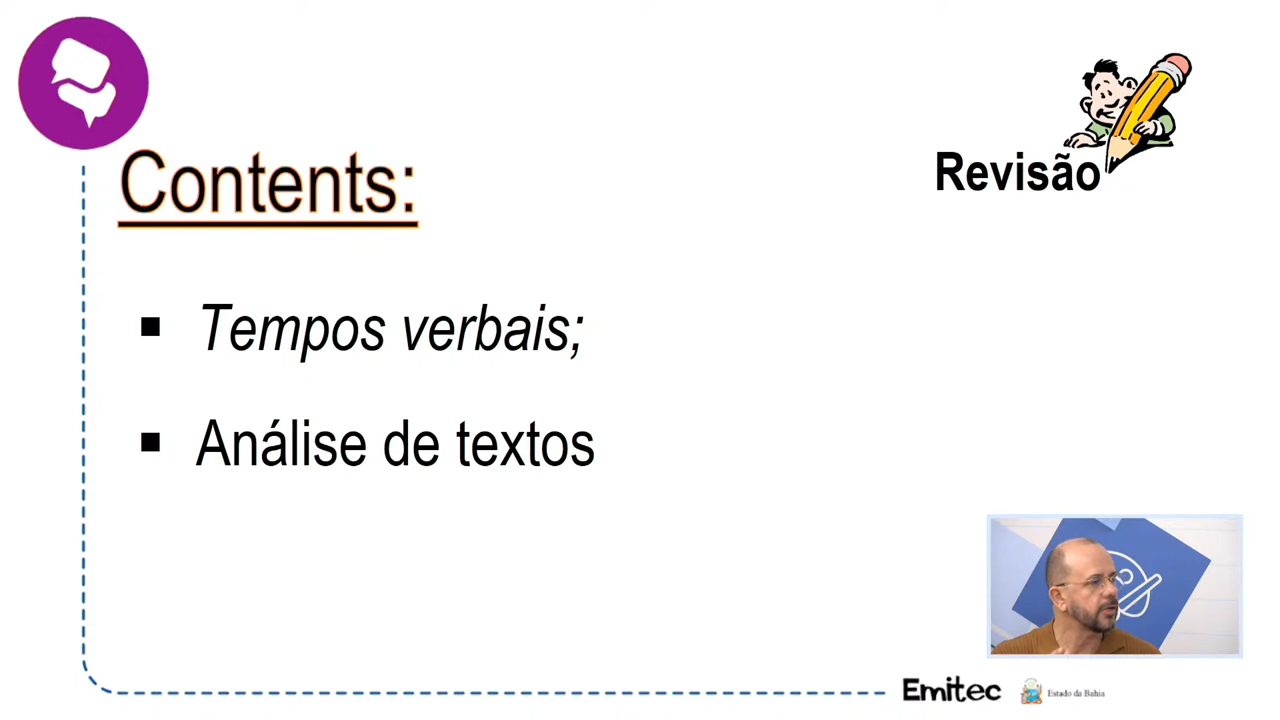 Revisão
Contents:
Tempos verbais;
Análise de textos
Emitec
Estado da Bahia